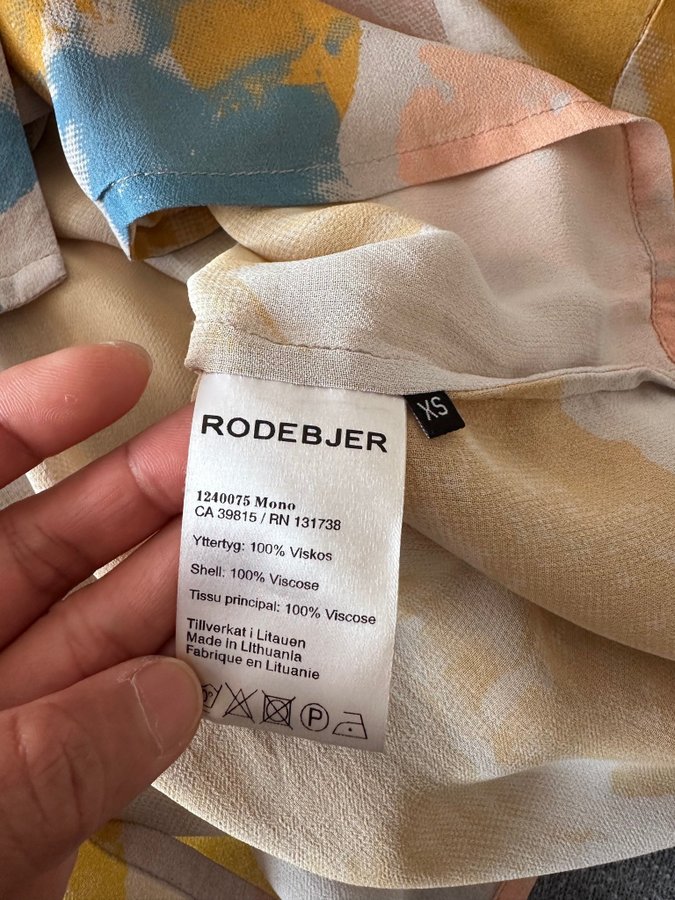 RODEBJER
XS
1240075 Mono
CA 39815 / RN 131738
Yttertyg: 100% Viskos
Shell: 100% Viscose
Tissu principal: 100% Viscose
Tillverkat i Litauen
Made in LIthuania
Fabrique en Lituanie
P